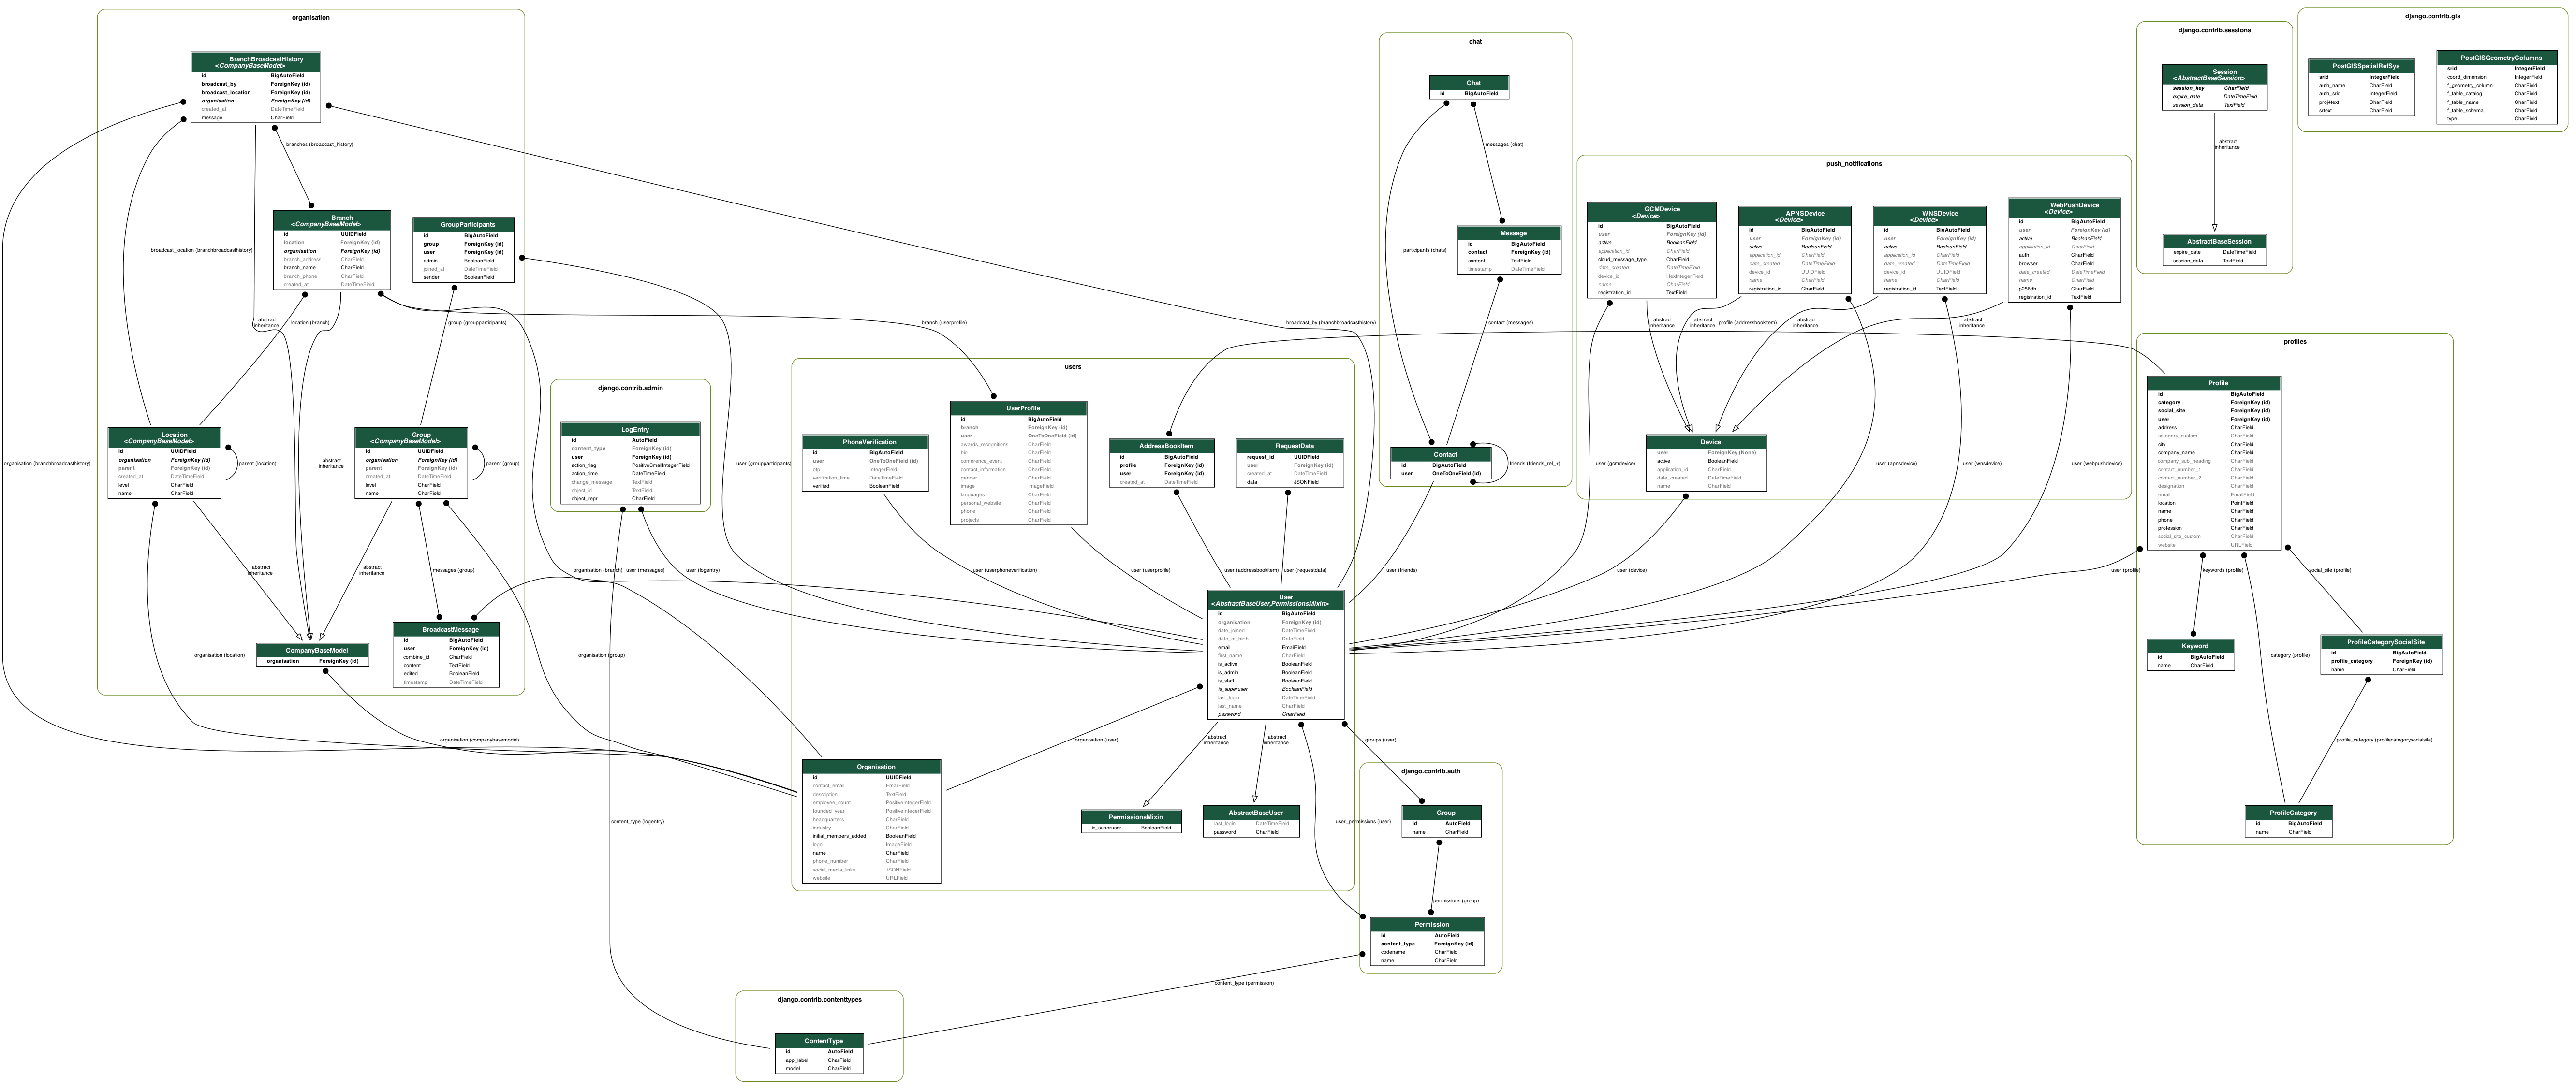 organisation
BranchBroadcastHistory
<CompanyBaseModel>
id BigAutoField
broadcast_by ForeignKey (id)
broadcast_location ForeignKey (id)
organisation ForeignKey (id)
created_at DateTimeField
message CharField
branches (broadcast_history)
Branch
<CompanyBaseModel>
id UUIDField
location ForeignKey (id)
organisation ForeignKey (id)
branch_address CharField
branch_name CharField
branch_phone CharField
created_at DateTimeField
GroupParticipants
id BigAutoField
group ForeignKey (id)
user ForeignKey (id)
admin BooleanField
joined_at DateTimeField
sender BooleanField
broadcast_location (branchbroadcasthistory)
abstract
inheritance
location (branch)
group (groupparticipants)
Location
<CompanyBaseModel>
id UUIDField
organisation ForeignKey (id)
parent ForeignKey (id)
created_at DateTimeField
level CharField
name CharField
parent (location)
organisation (branchbroadcasthistory)
abstract
inheritance
Group
<CompanyBaseModel>
id UUIDField
organisation ForeignKey (id)
parent ForeignKey (id)
created_at DateTimeField
level CharField
name CharField
parent (group)
abstract
inheritance
abstract
inheritance
messages (group)
CompanyBaseModel
organisation ForeignKey (id)
BroadcastMessage
id BigAutoField
user ForeignKey (id)
combine_id CharField
content TextField
edited BooleanField
timestamp DateTimeField
organisation (location)
organisation (companybasemodel)
organisation (group)
organisation (branch)
user (messages)
user (logentry)
user (groupparticipants)
branch (userprofile)
broadcast_by (branchbroadcasthistory)
django.contrib.admin
LogEntry
id AutoField
content_type ForeignKey (id)
user ForeignKey (id)
action_flag PositiveSmallIntegerField
action_time DateTimeField
change_message TextField
object_id TextField
object_repr CharField
content_type (logentry)
users
PhoneVerification
id BigAutoField
user OneToOneField (id)
otp IntegerField
verification_time DateTimeField
verified BooleanField
UserProfile
id BigAutoField
branch ForeignKey (id)
user OneToOneField (id)
awards_recognitions CharField
bio CharField
conference_event CharField
contact_information CharField
gender CharField
image ImageField
languages CharField
personal_website CharField
phone CharField
projects CharField
AddressBookItem
id BigAutoField
profile ForeignKey (id)
user ForeignKey (id)
created_at DateTimeField
RequestData
request_id UUIDField
user ForeignKey (id)
created_at DateTimeField
data JSONField
user (userphoneverification)
user (userprofile)
user (addressbookitem)
user (requestdata)
User
<AbstractBaseUser,PermissionsMixin>
id BigAutoField
organisation ForeignKey (id)
date_joined DateTimeField
date_of_birth DateField
email EmailField
first_name CharField
is_active BooleanField
is_admin BooleanField
is_staff BooleanField
is_superuser BooleanField
last_login DateTimeField
last_name CharField
password CharField
organisation (user)
abstract
inheritance
abstract
inheritance
groups (user)
user_permissions (user)
Organisation
id UUIDField
contact_email EmailField
description TextField
employee_count PositiveIntegerField
founded_year PositiveIntegerField
headquarters CharField
industry CharField
initial_members_added BooleanField
logo ImageField
name CharField
phone_number CharField
social_media_links JSONField
website URLField
PermissionsMixin
is_superuser BooleanField
AbstractBaseUser
last_login DateTimeField
password CharField
django.contrib.auth
Group
id AutoField
name CharField
permissions (group)
Permission
id AutoField
content_type ForeignKey (id)
codename CharField
name CharField
content_type (permission)
django.contrib.contenttypes
ContentType
id AutoField
app_label CharField
model CharField
chat
Chat
id BigAutoField
messages (chat)
participants (chats)
Message
id BigAutoField
contact ForeignKey (id)
content TextField
timestamp DateTimeField
contact (messages)
Contact
id BigAutoField
user OneToOneField (id)
friends (friends_rel_+)
user (friends)
push_notifications
GCMDevice
<Device>
id BigAutoField
user ForeignKey (id)
active BooleanField
application_id CharField
cloud_message_type CharField
date_created DateTimeField
device_id HexIntegerField
name CharField
registration_id TextField
APNSDevice
<Device>
id BigAutoField
user ForeignKey (id)
active BooleanField
application_id CharField
date_created DateTimeField
device_id UUIDField
name CharField
registration_id CharField
WNSDevice
<Device>
id BigAutoField
user ForeignKey (id)
active BooleanField
application_id CharField
date_created DateTimeField
device_id UUIDField
name CharField
registration_id TextField
WebPushDevice
<Device>
id BigAutoField
user ForeignKey (id)
active BooleanField
application_id CharField
auth CharField
browser CharField
date_created DateTimeField
name CharField
p256dh CharField
registration_id TextField
abstract
inheritance
abstract
inheritance
profile (addressbookitem)
abstract
inheritance
abstract
inheritance
Device
user ForeignKey (None)
active BooleanField
application_id CharField
date_created DateTimeField
name CharField
user (gcmdevice)
user (device)
user (apnsdevice)
user (wnsdevice)
user (webpushdevice)
user (profile)
django.contrib.sessions
Session
<AbstractBaseSession>
session_key CharField
expire_date DateTimeField
session_data TextField
abstract
inheritance
AbstractBaseSession
expire_date DateTimeField
session_data TextField
django.contrib.gis
PostGISSpatialRefSys
srid IntegerField
auth_name CharField
auth_srid IntegerField
proj4text CharField
srtext CharField
PostGISGeometryColumns
srid IntegerField
coord_dimension IntegerField
f_geometry_column CharField
f_table_catalog CharField
f_table_name CharField
f_table_schema CharField
type CharField
profiles
Profile
id BigAutoField
category ForeignKey (id)
social_site ForeignKey (id)
user ForeignKey (id)
address CharField
category_custom CharField
city CharField
company_name CharField
company_sub_heading CharField
contact_number_1 CharField
contact_number_2 CharField
designation CharField
email EmailField
location PointField
name CharField
phone CharField
profession CharField
social_site_custom CharField
website URLField
keywords (profile)
social_site (profile)
category (profile)
Keyword
id BigAutoField
name CharField
ProfileCategorySocialSite
id BigAutoField
profile_category ForeignKey (id)
name CharField
profile_category (profilecategorysocialsite)
ProfileCategory
id BigAutoField
name CharField